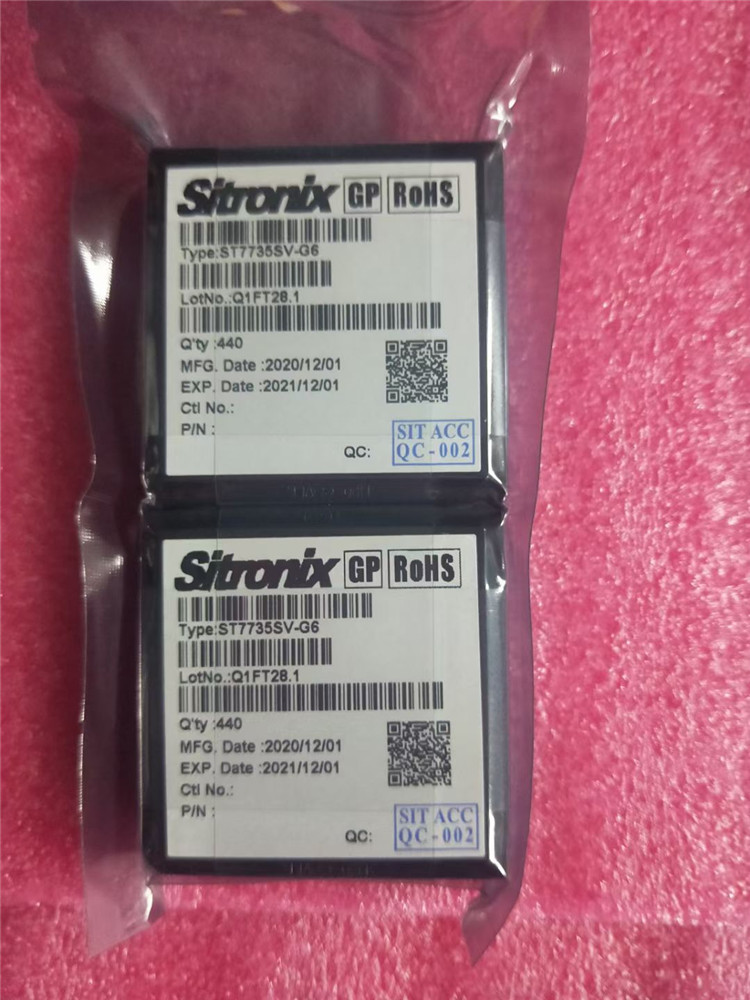 Sitronix GP RoHS
Type:ST7735SV-G6
LotNo.:Q1FT28.1
Q'ty :440
MFG. Date :2020/12/01
EXP. Date :2021/12/01
Ctl No.:
P/N :
QC:
SIT ACC
QC-002
Sitronix GP RoHS
Type:ST7735SV-G6
LotNo.:Q1FT28.1
Q'ty :440
MFG. Date :2020/12/01
EXP. Date :2021/12/01
Ctl No.:
P/N :
QC:
SIT ACC
QC-002